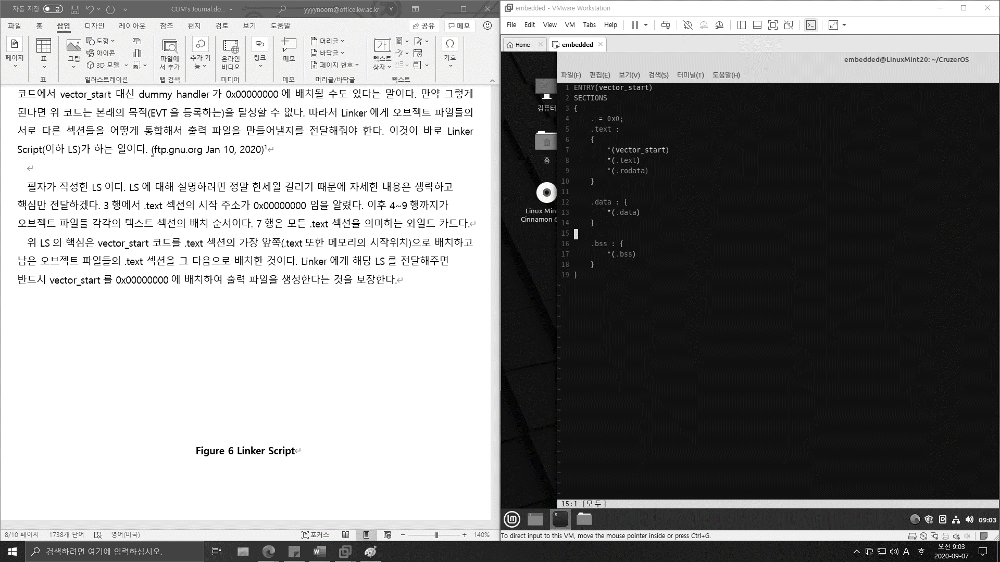 자동 저장 끔 COM's Journal.do... yyyynoom@office.kw.ac.kr Y
파일 홈 삽입 디자인 레이아웃 참조 편지 검토 보기 도움말 공유 메모
페이지
표
그림
도형
아이콘
3D 모델
파일에
서 추가
추가 기
능
온라인
비디오
링크
메모
머리글
바닥글
페이지 번호
텍스트
상자
기호
표 일러스트레이션 탭 검색 미디어 메모 머리글/바닥글 텍스트
코드에서 vector_start 대신 dummy handler 가 0x00000000 에 배치될 수도 있다는 말이다. 만약 그렇게
된다면 위 코드는 본래의 목적(EVT 을 등록하는)을 달성할 수 없다. 따라서 Linker 에게 오브젝트 파일들의
서로 다른 섹션들을 어떻게 통합해서 출력 파일을 만들어낼지를 전달해줘야 한다. 이것이 바로 Linker
Script(이하 LS)가 하는 일이다. (ftp.gnu.org Jan 10, 2020)1
필자가 작성한 LS 이다. LS 에 대해 설명하려면 정말 한세월 걸리기 때문에 자세한 내용은 생략하고
핵심만 전달하겠다. 3 행에서 .text 섹션의 시작 주소가 0x00000000 임을 알렸다. 이후 4~9 행까지가
오브젝트 파일들 각각의 텍스트 섹션의 배치 순서이다. 7 행은 모든 .text 섹션을 의미하는 와일드 카드다.
위 LS 의 핵심은 vector_start 코드를 .text 섹션의 가장 앞쪽(.text 또한 메모리의 시작위치)으로 배치하고
남은 오브젝트 파일들의 .text 섹션을 그 다음으로 배치한 것이다. Linker 에게 해당 LS 를 전달해주면
반드시 vector_start 를 0x00000000 에 배치하여 출력 파일을 생성한다는 것을 보장한다.
Figure 6 Linker Script
8/10 페이지 1738개 단어 영어(미국) 포커스 140%
embedded - VMware Workstation
File Edit View VM Tabs Help
Home embedded
embedded@LinuxMint20: ~/CruzerOS
파일(F) 편집(E) 보기(V) 검색(S) 터미널(T) 도움말(H)
컴퓨터
홈
Linux Min
Cinnamon 6
1 ENTRY(vector_start)
2 SECTIONS
3 {
4 . = 0x0;
5 .text :
6 {
7 *(vector_start)
8 *(.text)
9 *(.rodata)
10 }
11
12 .data : {
13 *(.data)
14 }
15
16 .bss : {
17 *(.bss)
18 }
19 }
15:1 [모두]
09:03
To direct input to this VM, move the mouse pointer inside or press Ctrl+G.
검색하려면 여기에 입력하십시오.
A 오전 9:03
2020-09-07